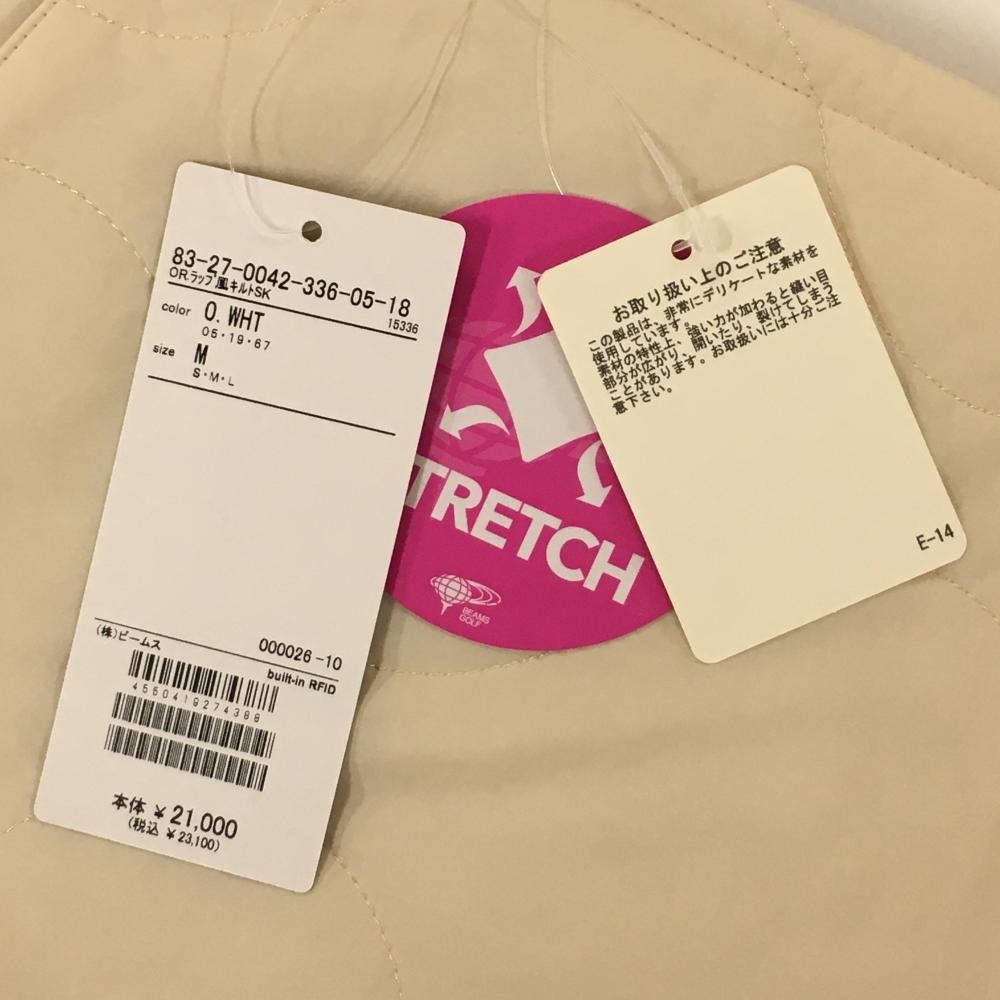 83-27-0042-336-05-18
OR.ラップ風キルトSK
15336
color O. WHT
05・19・67
size M
S・M・L
(株)ビームス
000026 -10
built-in RFID
4550419274388
本体 ¥ 21,000
(税込 ¥ 23,100)
TRETCH
BEAMS
GOLF
お取り扱い上のご注意
この製品は、非常にデリケートな素材を
使用しています。
素材の特性上、強い力が加わると縫い目
部分が広がり、開いたり、裂けてしまう
ことがあります。お取扱いには十分ご注
意下さい。
E-14